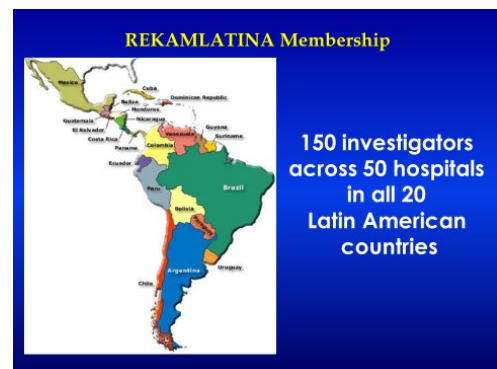 REKAMLATINA Membership
Mexico
Cuba
Dominican Republic
Belize
Honduras
Guatemala
Nicaragua
El Salvador
Costa Rica
Panama
Venezuela
Guyana
Suriname
Colombia
Ecuador
Peru
Brazil
Bolivia
Paraguay
Argentina
Uruguay
Chile
150 investigators
across 50 hospitals
in all 20
Latin American
countries